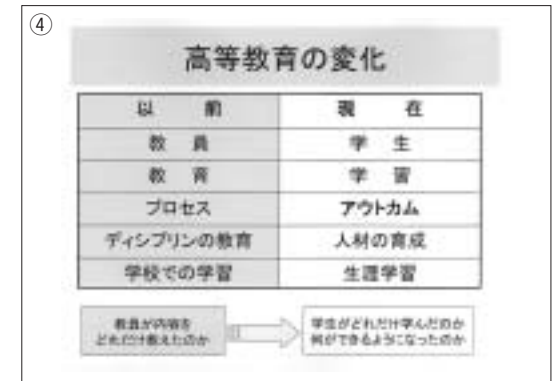 ④
高等教育の変化
以前 現在
教員 学生
教育 学習
プロセス アウトカム
ディシプリンの教育 人材の育成
学校での学習 生涯学習
教員が内容を
どれだけ教えたのか
学生がどれだけ学んだのか
何ができるようになったのか